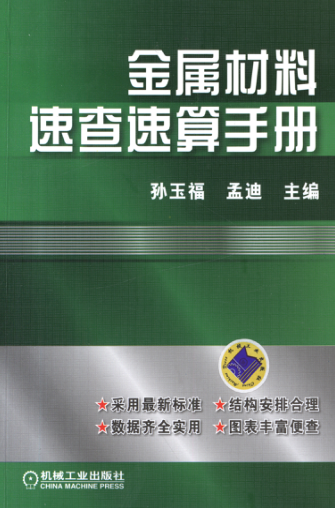 金属材料
速查速算手册
孙玉福 孟迪 主编
★采用最新标准 ★结构安排合理
★数据齐全实用 ★图表丰富便查
机械工业出版社
CHINA MACHINE PRESS